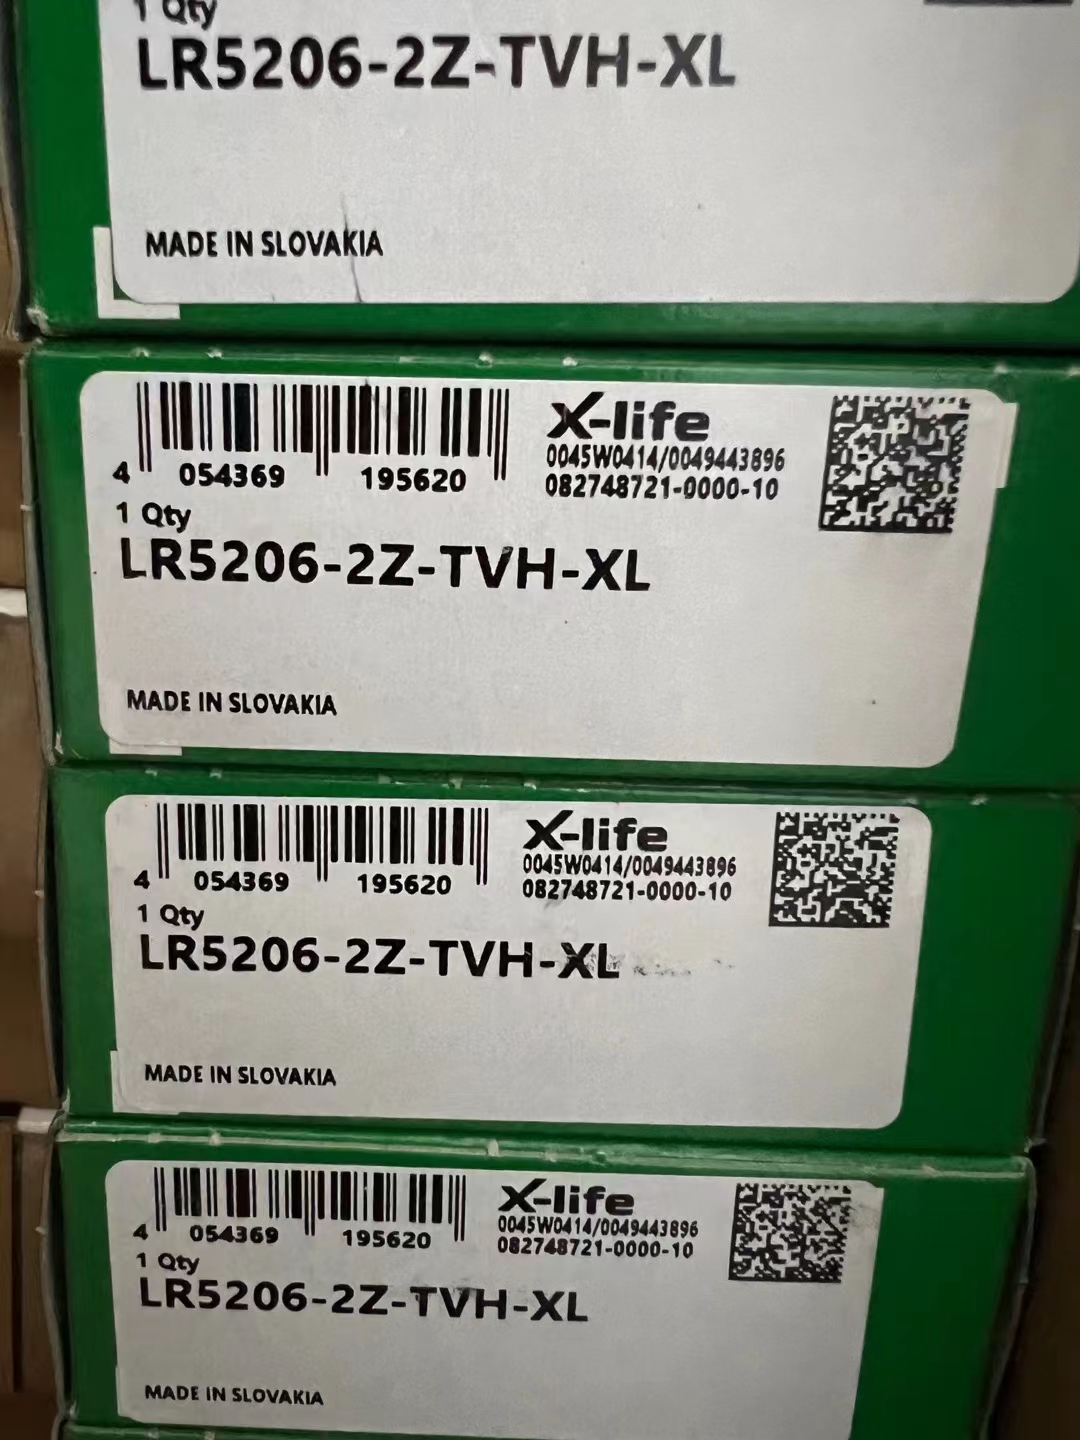 1 Qty
LR5206-2Z-TVH-XL
MADE IN SLOVAKIA
X-life
0045W0414/0049443896
082748721-0000-10
4 054369 195620
1 Qty
LR5206-2Z-TVH-XL
MADE IN SLOVAKIA
X-life
0045W0414/0049443896
082748721-0000-10
4 054369 195620
1 Qty
LR5206-2Z-TVH-XL
MADE IN SLOVAKIA
X-life
0045W0414/0049443896
082748721-0000-10
4 054369 195620
1 Qty
LR5206-2Z-TVH-XL
MADE IN SLOVAKIA